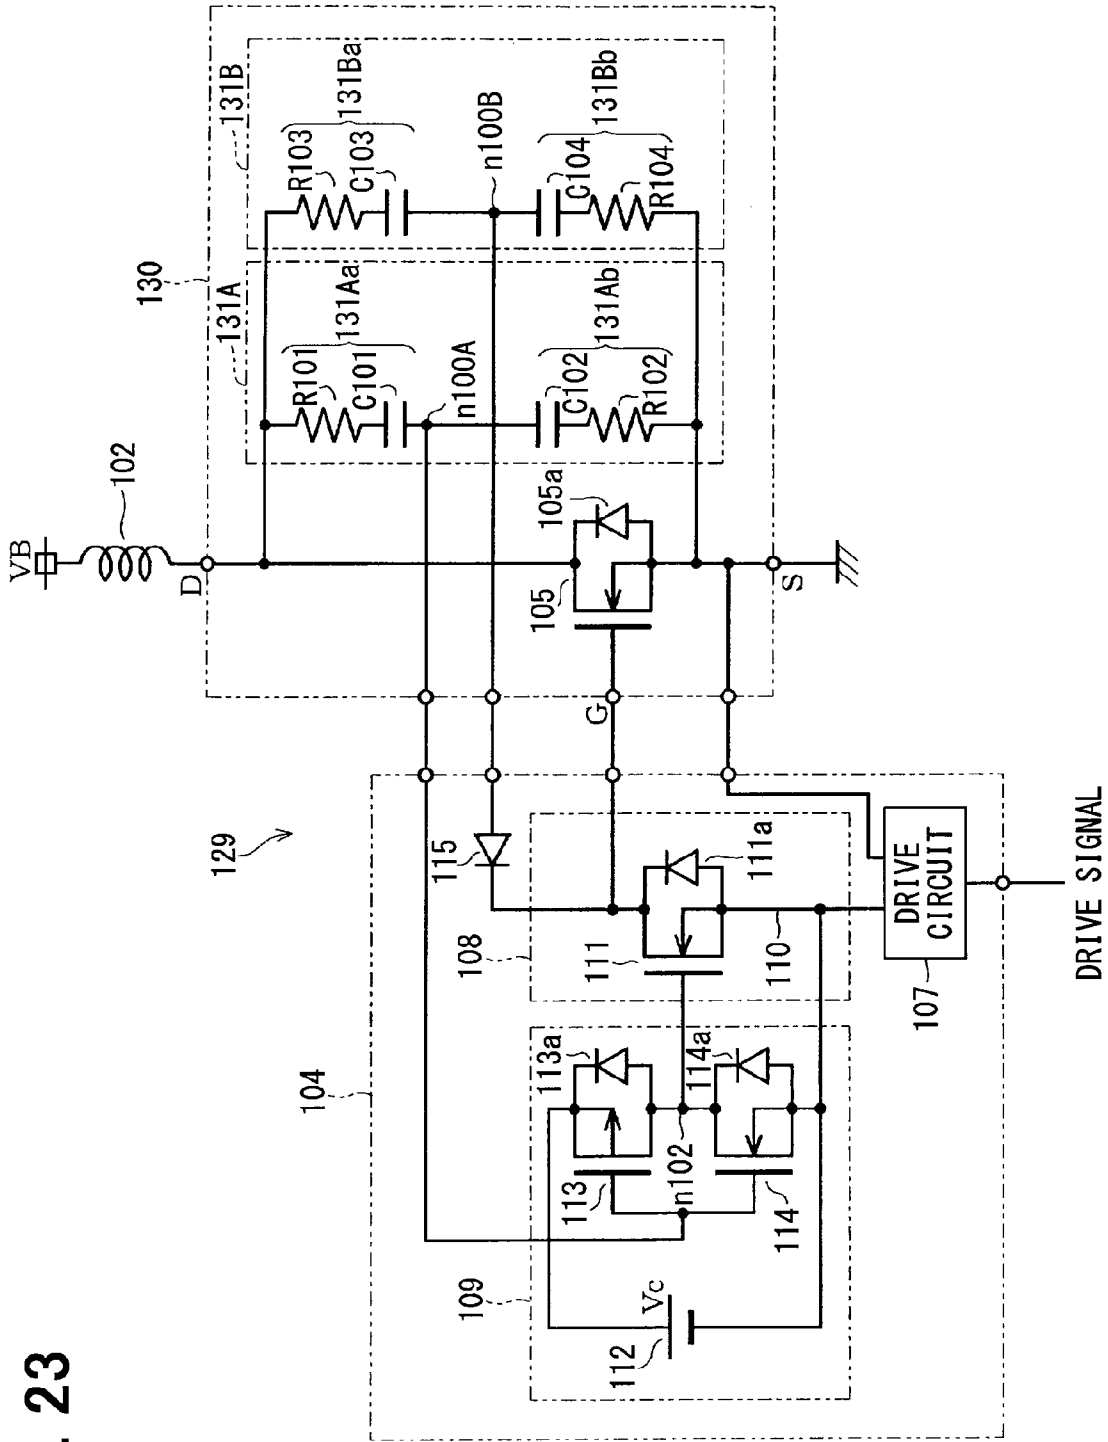 . 23
129
130
131A
131B
131Aa
131Ba
R101
C101
R103
C103
n100A
n100B
C102
R102
131Ab
C104
R104
131Bb
VB
102
D
105
105a
G
S
104
108
115
111
111a
110
109
113
113a
n102
114
114a
112
Vc
107
DRIVE
CIRCUIT
DRIVE SIGNAL